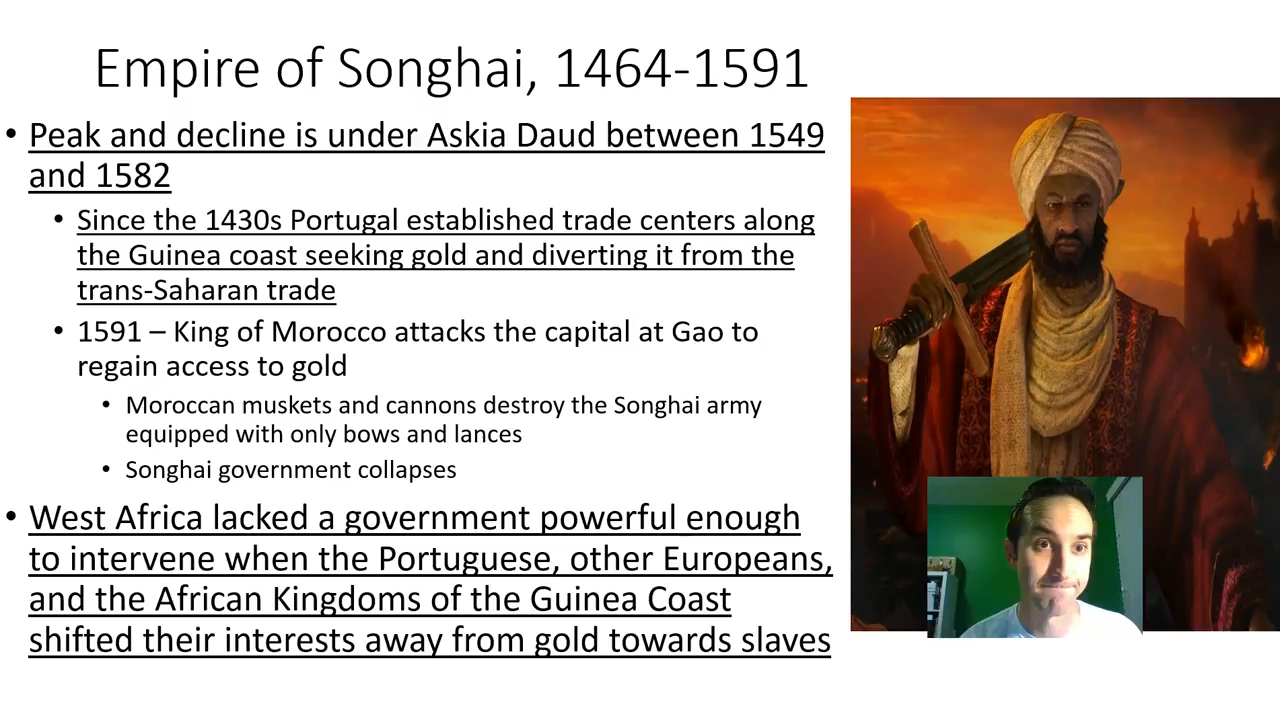 Empire of Songhai, 1464-1591
• Peak and decline is under Askia Daud between 1549
and 1582
• Since the 1430s Portugal established trade centers along
the Guinea coast seeking gold and diverting it from the
trans-Saharan trade
• 1591 – King of Morocco attacks the capital at Gao to
regain access to gold
• Moroccan muskets and cannons destroy the Songhai army
equipped with only bows and lances
• Songhai government collapses
• West Africa lacked a government powerful enough
to intervene when the Portuguese, other Europeans,
and the African Kingdoms of the Guinea Coast
shifted their interests away from gold towards slaves